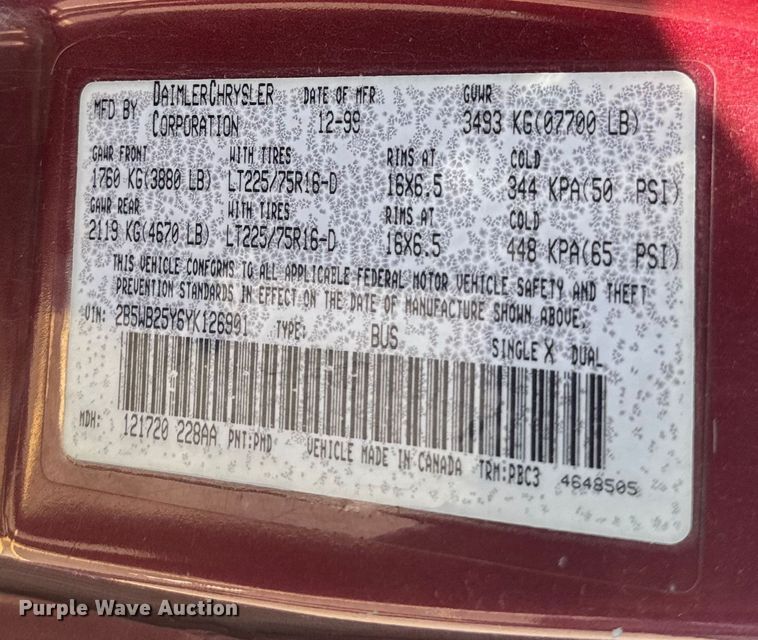 MFD BY DAIMLERCHRYSLER CORPORATION DATE OF MFR 12-99 GVWR 3493 KG(07700 LB)
GAWR FRONT WITH TIRES RIMS AT COLD
1760 KG(3880 LB) LT225/75R16-D 16X6.5 344 KPA(50 PSI)
GAWR REAR WITH TIRES RIMS AT COLD
2119 KG(4670 LB) LT225/75R16-D 16X6.5 448 KPA(65 PSI)
THIS VEHICLE CONFORMS TO ALL APPLICABLE FEDERAL MOTOR VEHICLE SAFETY AND THEFT
PREVENTION STANDARDS IN EFFECT ON THE DATE OF MANUFACTURE SHOWN ABOVE.
VIN: 2B5WB25Y6YK126901 TYPE: BUS SINGLE X DUAL
MDH: 121720 228AA PNT:PMD VEHICLE MADE IN CANADA TRM:PBC3 4648505
Purple Wave Auction